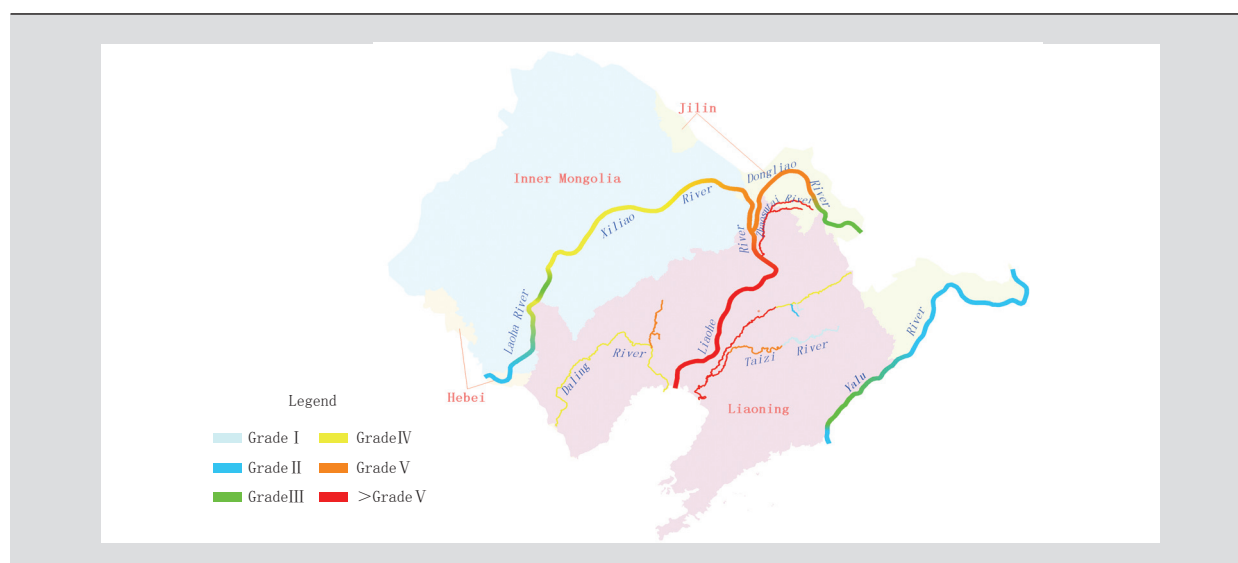 Jilin
Inner Mongolia
Dongliao
River
River
Xiliao
River
River
Laoha River
Liaohe
River
Daling
Taizi
River
River
Yalu
Hebei
Liaoning
Legend
Grade Ⅰ
GradeⅣ
Grade Ⅱ
Grade Ⅴ
GradeⅢ
＞Grade Ⅴ